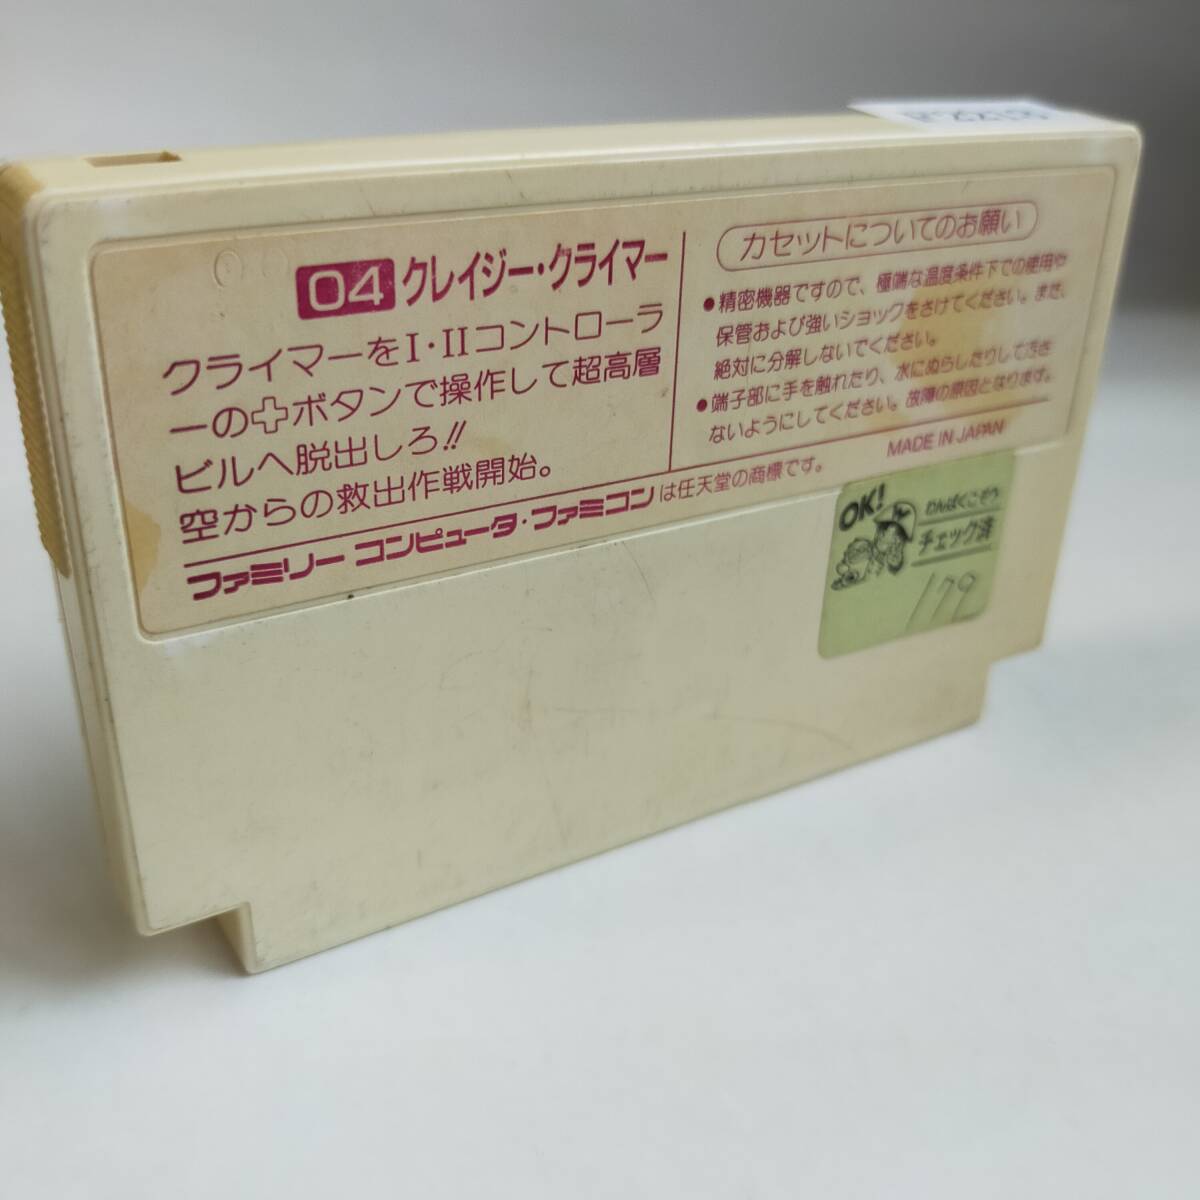 04 クレイジー・クライマー
クライマーをI・IIコントローラ
ーの✚ボタンで操作して超高層
ビルへ脱出しろ!!
空からの救出作戦開始。
カセットについてのお願い
●精密機器ですので、極端な温度条件下での使用や
保管および強いショックをさけてください。また、
絶対に分解しないでください。
●端子部に手を触れたり、水にぬらしたりして汚さ
ないようにしてください。故障の原因となります。
MADE IN JAPAN
ファミリーコンピュータ・ファミコンは任天堂の商標です。
OK!
わんぱくこぞう
チェック済
179